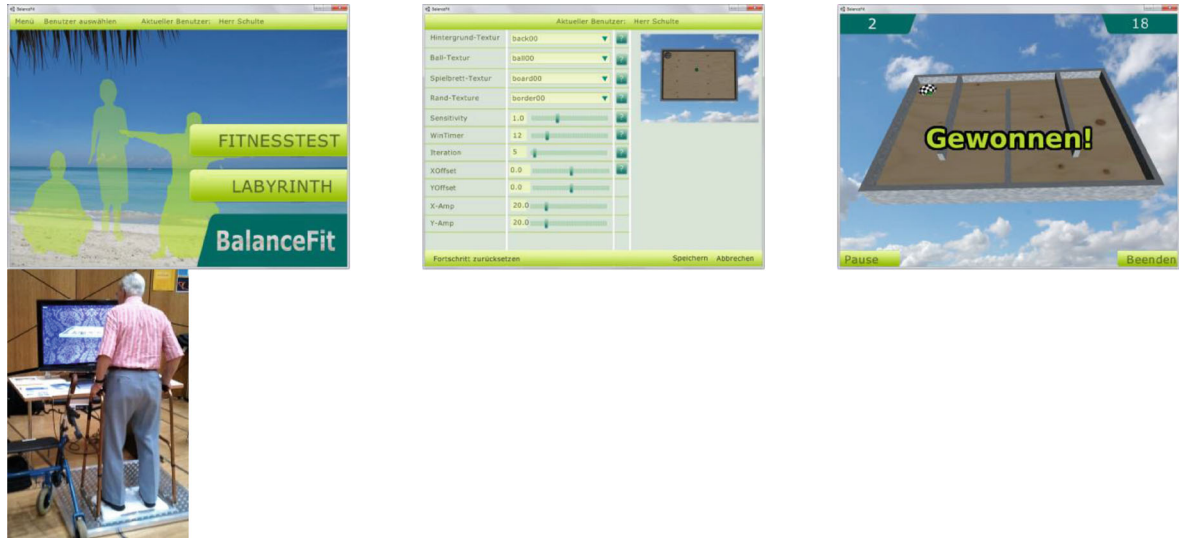 BalanceFit
Menü Benutzer auswählen Aktueller Benutzer: Herr Schulte
FITNESSTEST
LABYRINTH
BalanceFit
BalanceFit
Aktueller Benutzer: Herr Schulte
Hintergrund-Textur back00 ?
Ball-Textur ball00 ?
Spielbrett-Textur board00 ?
Rand-Texture border00 ?
Sensitivity 1.0 ?
WinTimer 12 ?
Iteration 5 ?
XOffset 0.0 ?
YOffset 0.0
X-Amp 20.0
Y-Amp 20.0
Fortschritt zurücksetzen Speichern Abbrechen
BalanceFit
2 18
Gewonnen!
Pause Beenden